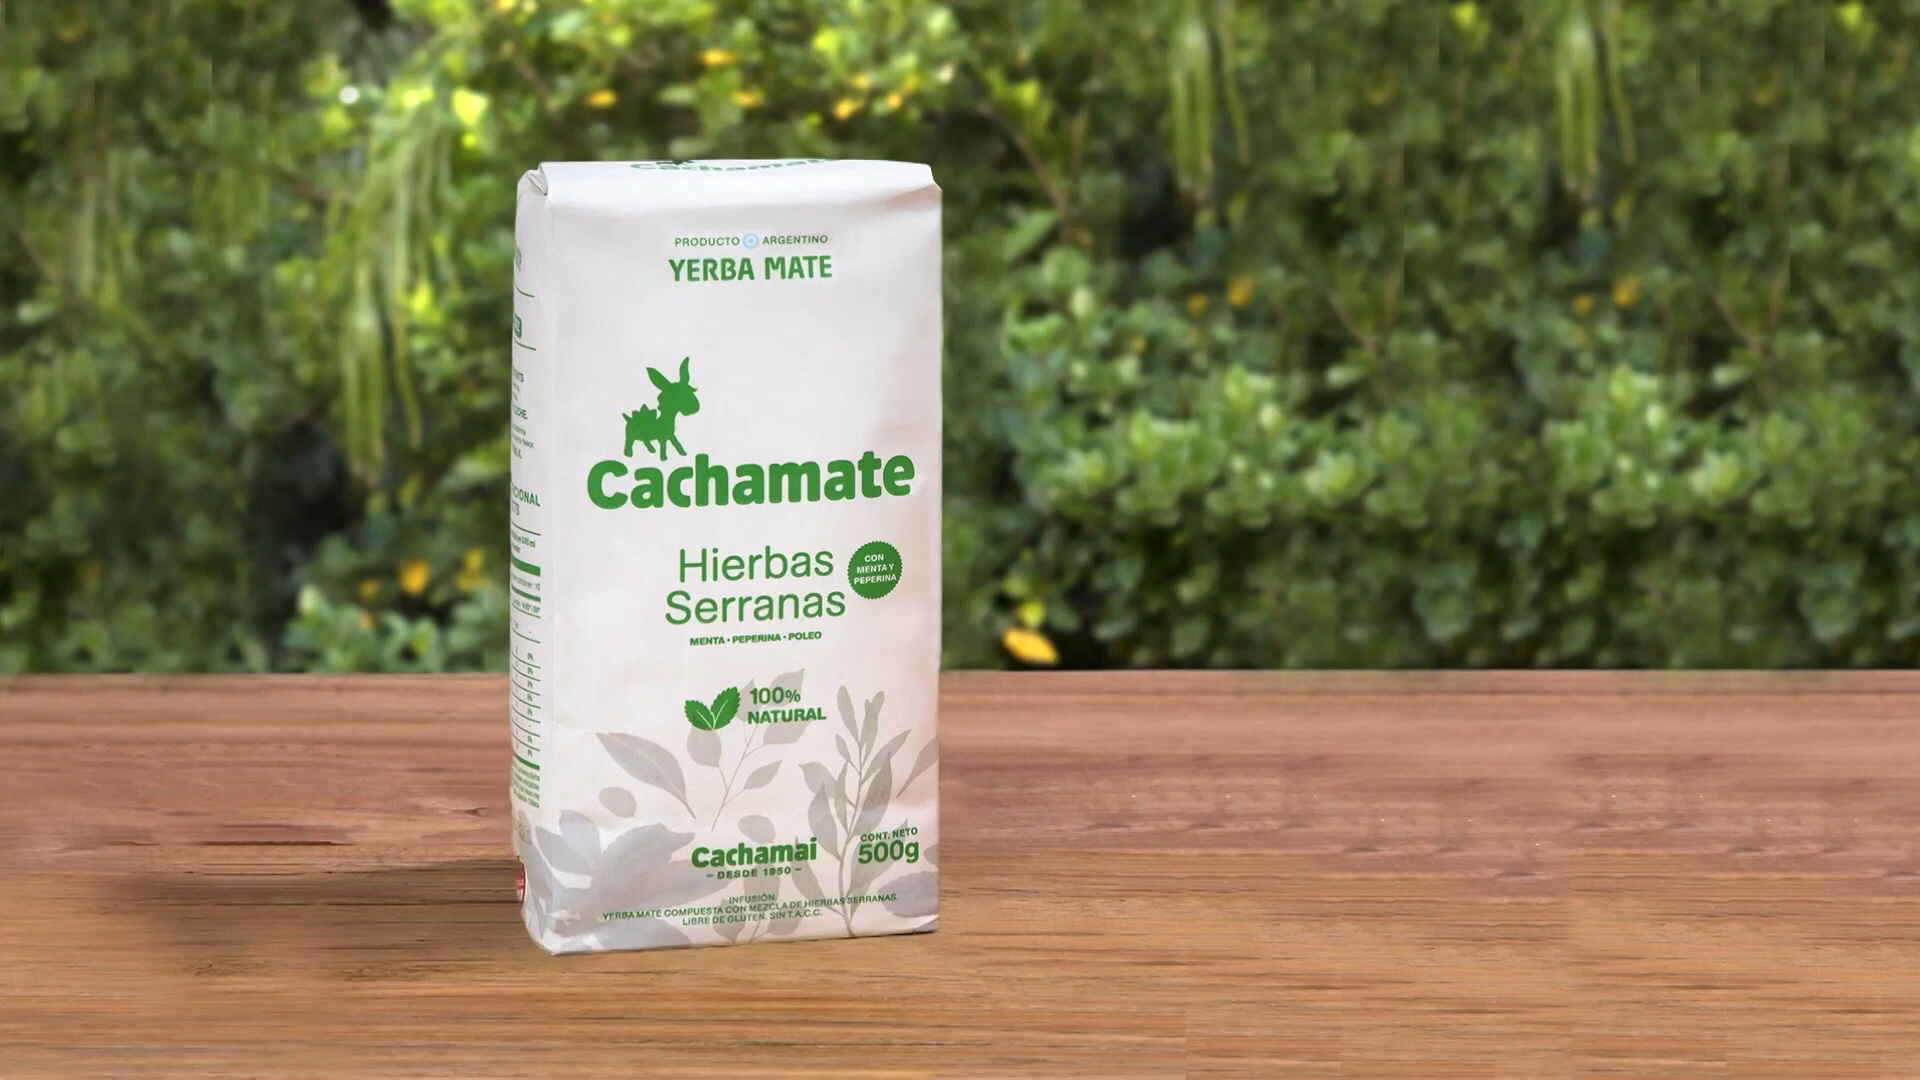 Cachamate
PRODUCTO ARGENTINO
YERBA MATE
Cachamate
Hierbas
Serranas
CON
MENTA Y
PEPERINA
MENTA • PEPERINA • POLEO
100%
NATURAL
Cachamai
– DESDE 1950 –
CONT. NETO
500g
INFUSIÓN.
YERBA MATE COMPUESTA CON MEZCLA DE HIERBAS SERRANAS.
LIBRE DE GLUTEN. SIN T.A.C.C.